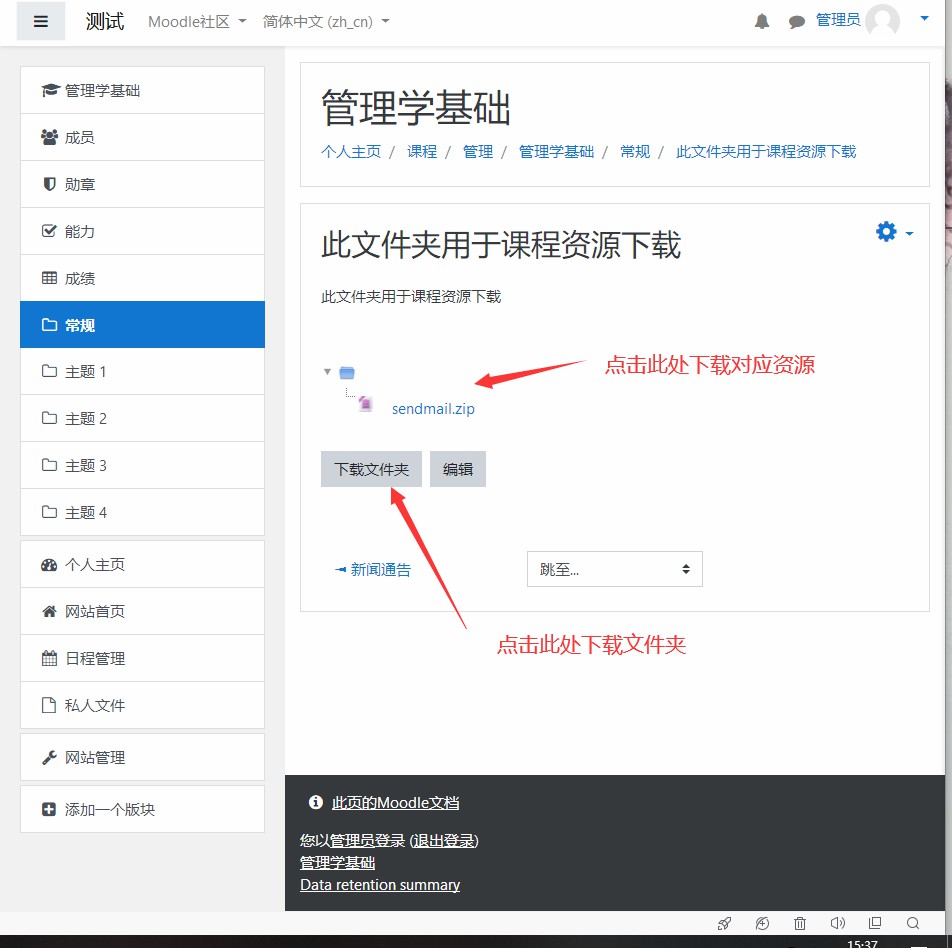 测试 Moodle社区 简体中文 (zh_cn) 管理员
管理学基础
成员
勋章
能力
成绩
常规
主题 1
主题 2
主题 3
主题 4
个人主页
网站首页
日程管理
私人文件
网站管理
添加一个版块
管理学基础
个人主页 / 课程 / 管理 / 管理学基础 / 常规 / 此文件夹用于课程资源下载
此文件夹用于课程资源下载
此文件夹用于课程资源下载
点击此处下载对应资源
sendmail.zip
下载文件夹 编辑
新闻通告 跳至...
点击此处下载文件夹
此页的Moodle文档
您以管理员登录 (退出登录)
管理学基础
Data retention summary
15:37